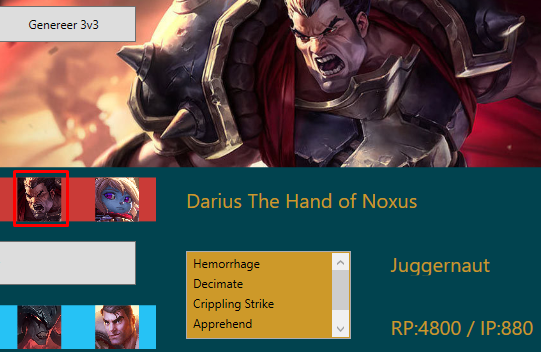 Genereer 3v3
Darius The Hand of Noxus
Hemorrhage
Decimate
Crippling Strike
Apprehend
Juggernaut
RP:4800 / IP:880